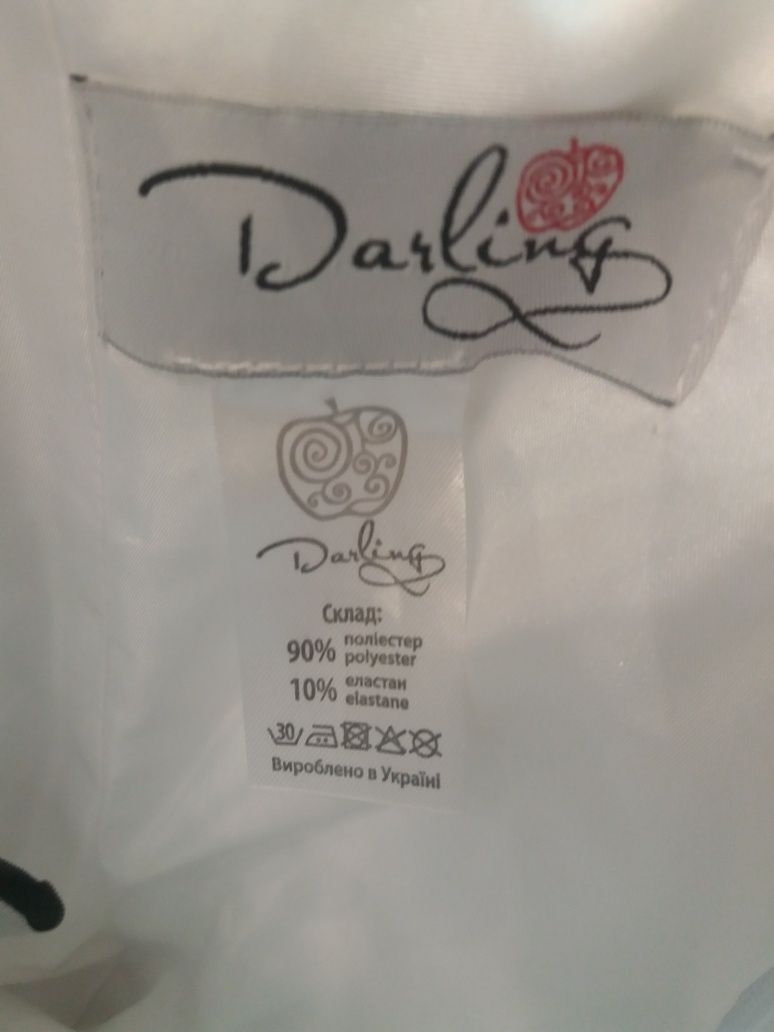 Darling
Darling
Склад:
90% поліестер
polyester
10% еластан
elastane
30
Вироблено в Україні